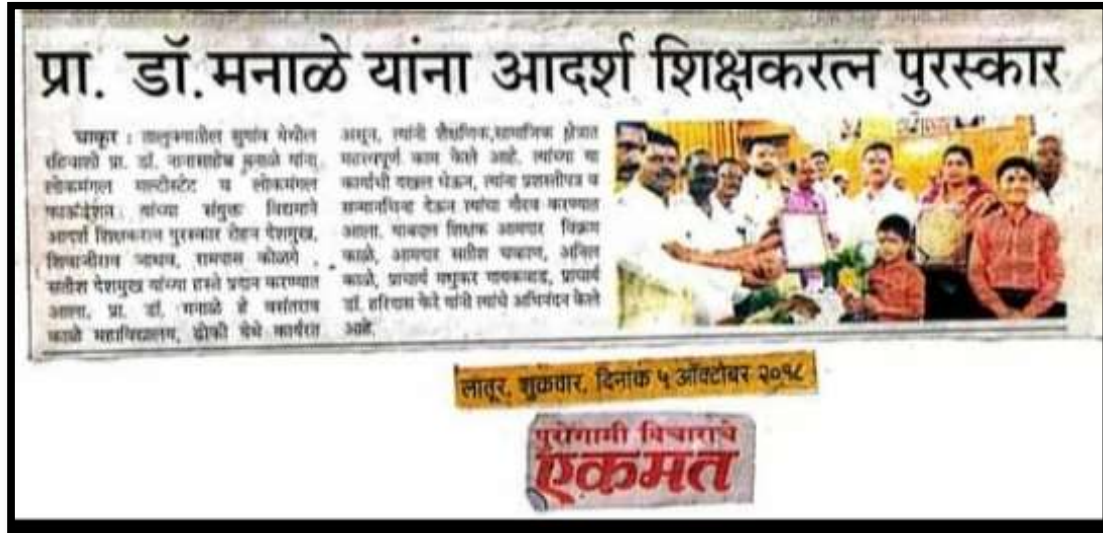 प्रा. डॉ.मनाळे यांना आदर्श शिक्षकरत्न पुरस्कार
चाकूर : तालुक्यातील सुगांव येथील
रहिवाशी प्रा. डॉ. नानासाहेब मनाळे यांना
लोकमंगल मल्टीस्टेट व लोकमंगल
फाऊंडेशन यांच्या संयुक्त विद्यमाने
आदर्श शिक्षकरत्न पुरस्कार रोहन देशमुख,
शिवाजीराव जाधव, रामदास कोळगे ,
सतीश देशमुख यांच्या हस्ते प्रदान करण्यात
आला. प्रा. डॉ. मनाळे हे वसंतराव
काळे महाविद्यालय, ढोकी येथे कार्यरत
असून, त्यांनी शैक्षणिक,सामाजिक क्षेत्रात
महत्त्वपूर्ण काम केले आहे. त्यांच्या या
कार्याची दखल घेऊन, त्यांना प्रशस्तीपत्र व
सन्मानचिन्ह देऊन त्यांचा गौरव करण्यात
आला. याबद्दल शिक्षक आमदार विक्रम
काळे, आमदार सतीश चव्हाण, अनिल
काळे, प्राचार्य मधुकर गायकवाड, प्राचार्य
डॉ. हरिदास फेरे यांनी त्यांचे अभिनंदन केले
आहे.
लातूर, शुक्रवार, दिनांक ५ ऑक्टोबर २०१८
पुरोगामी विचाराचे
एकमत